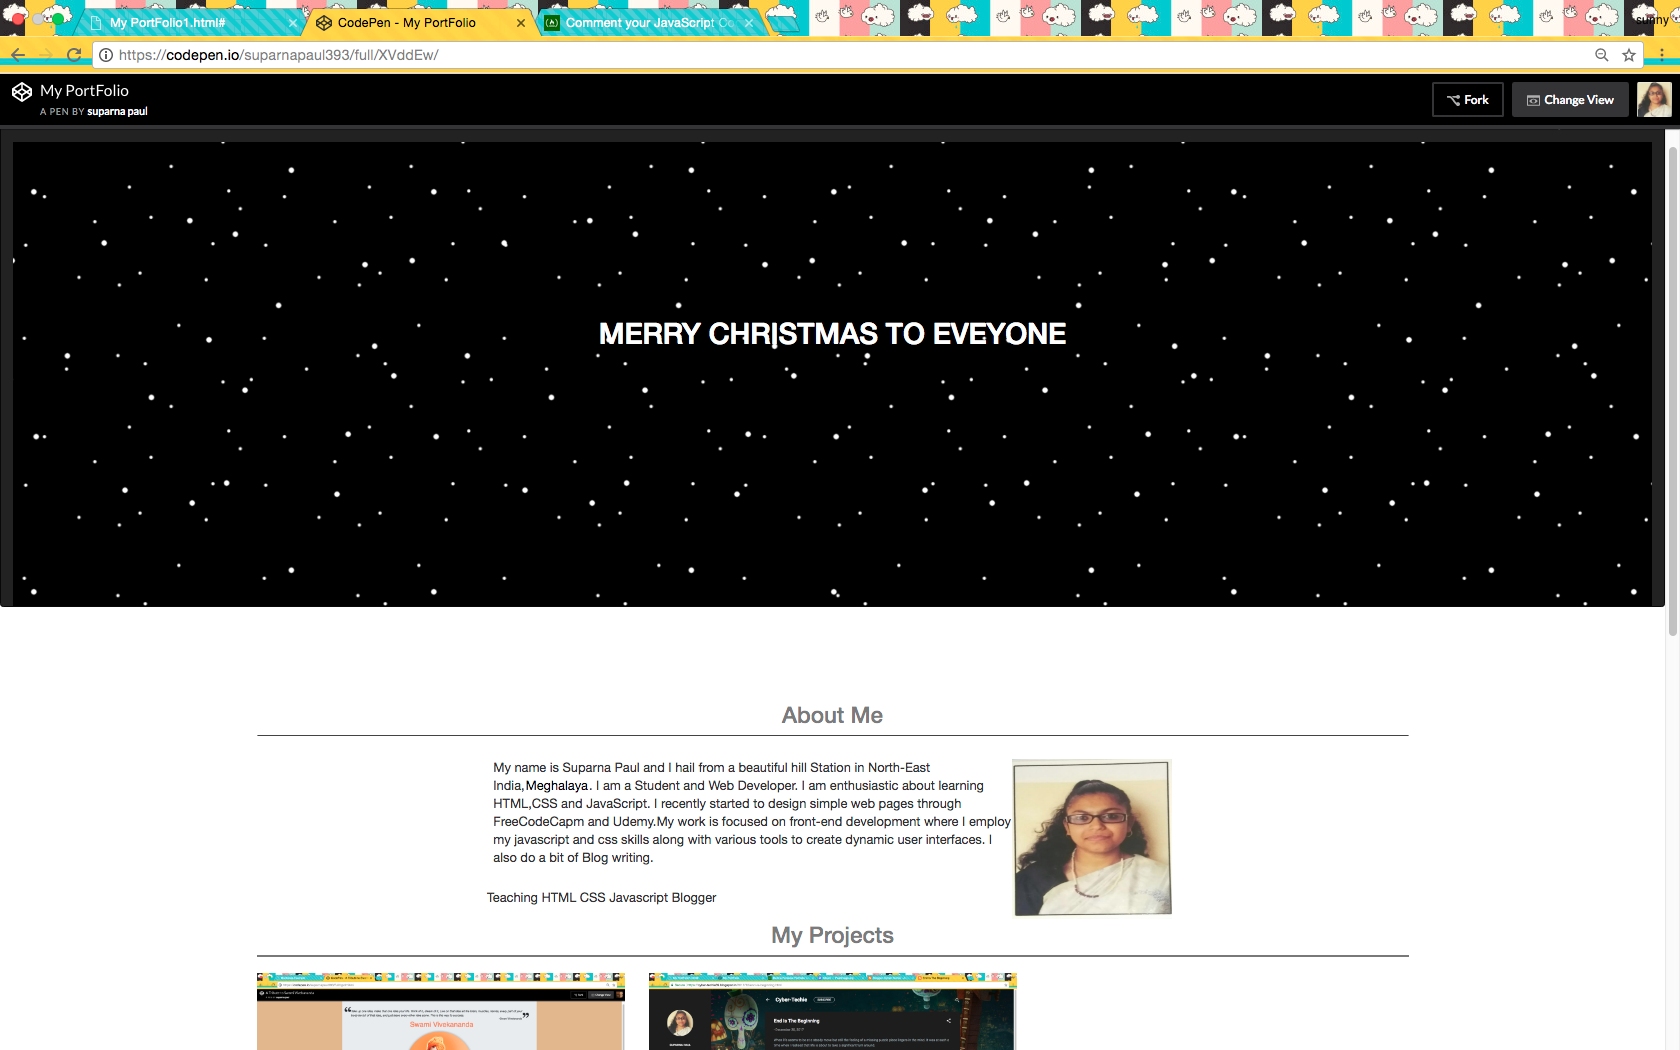 My PortFolio1.html#
CodePen - My PortFolio
Comment your JavaScript Co
sunny
https://codepen.io/suparnapaul393/full/XVddEw/
My PortFolio
A PEN BY suparna paul
Fork
Change View
MERRY CHRISTMAS TO EVEYONE
About Me
My name is Suparna Paul and I hail from a beautiful hill Station in North-East
India,Meghalaya. I am a Student and Web Developer. I am enthusiastic about learning
HTML,CSS and JavaScript. I recently started to design simple web pages through
FreeCodeCapm and Udemy.My work is focused on front-end development where I employ
my javascript and css skills along with various tools to create dynamic user interfaces. I
also do a bit of Blog writing.
Teaching HTML CSS Javascript Blogger
My Projects
Swami Vivekananda
Cyber-Techie
End Is The Beginning